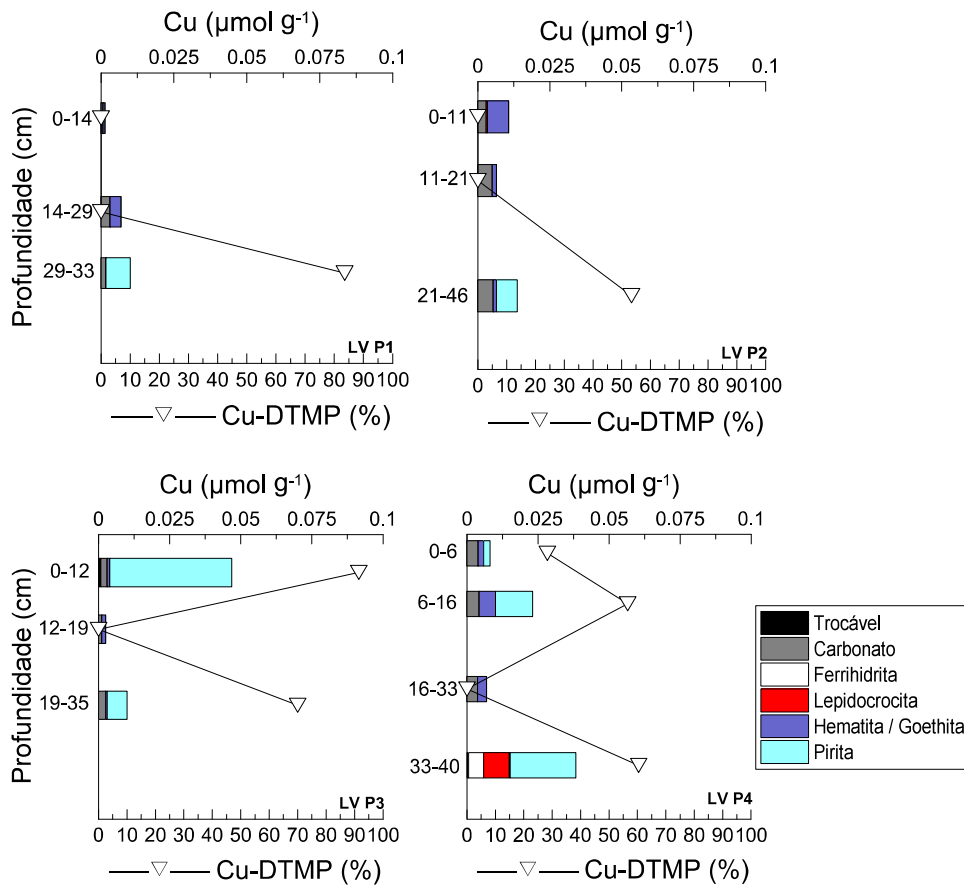 Cu (µmol g⁻¹)
0 0.025 0.05 0.075 0.1
Profundidade (cm)
0-14
14-29
29-33
LV P1
0 10 20 30 40 50 60 70 80 90 100
Cu-DTMP (%)
Cu (µmol g⁻¹)
0 0.025 0.05 0.075 0.1
0-11
11-21
21-46
LV P2
0 10 20 30 40 50 60 70 80 90 100
Cu-DTMP (%)
Cu (µmol g⁻¹)
0 0.025 0.05 0.075 0.1
Profundidade (cm)
0-12
12-19
19-35
LV P3
0 10 20 30 40 50 60 70 80 90 100
Cu-DTMP (%)
Cu (µmol g⁻¹)
0 0.025 0.05 0.075 0.1
0-6
6-16
16-33
33-40
LV P4
0 10 20 30 40 50 60 70 80 90 100
Cu-DTMP (%)
Trocável
Carbonato
Ferrihidrita
Lepidocrocita
Hematita / Goethita
Pirita